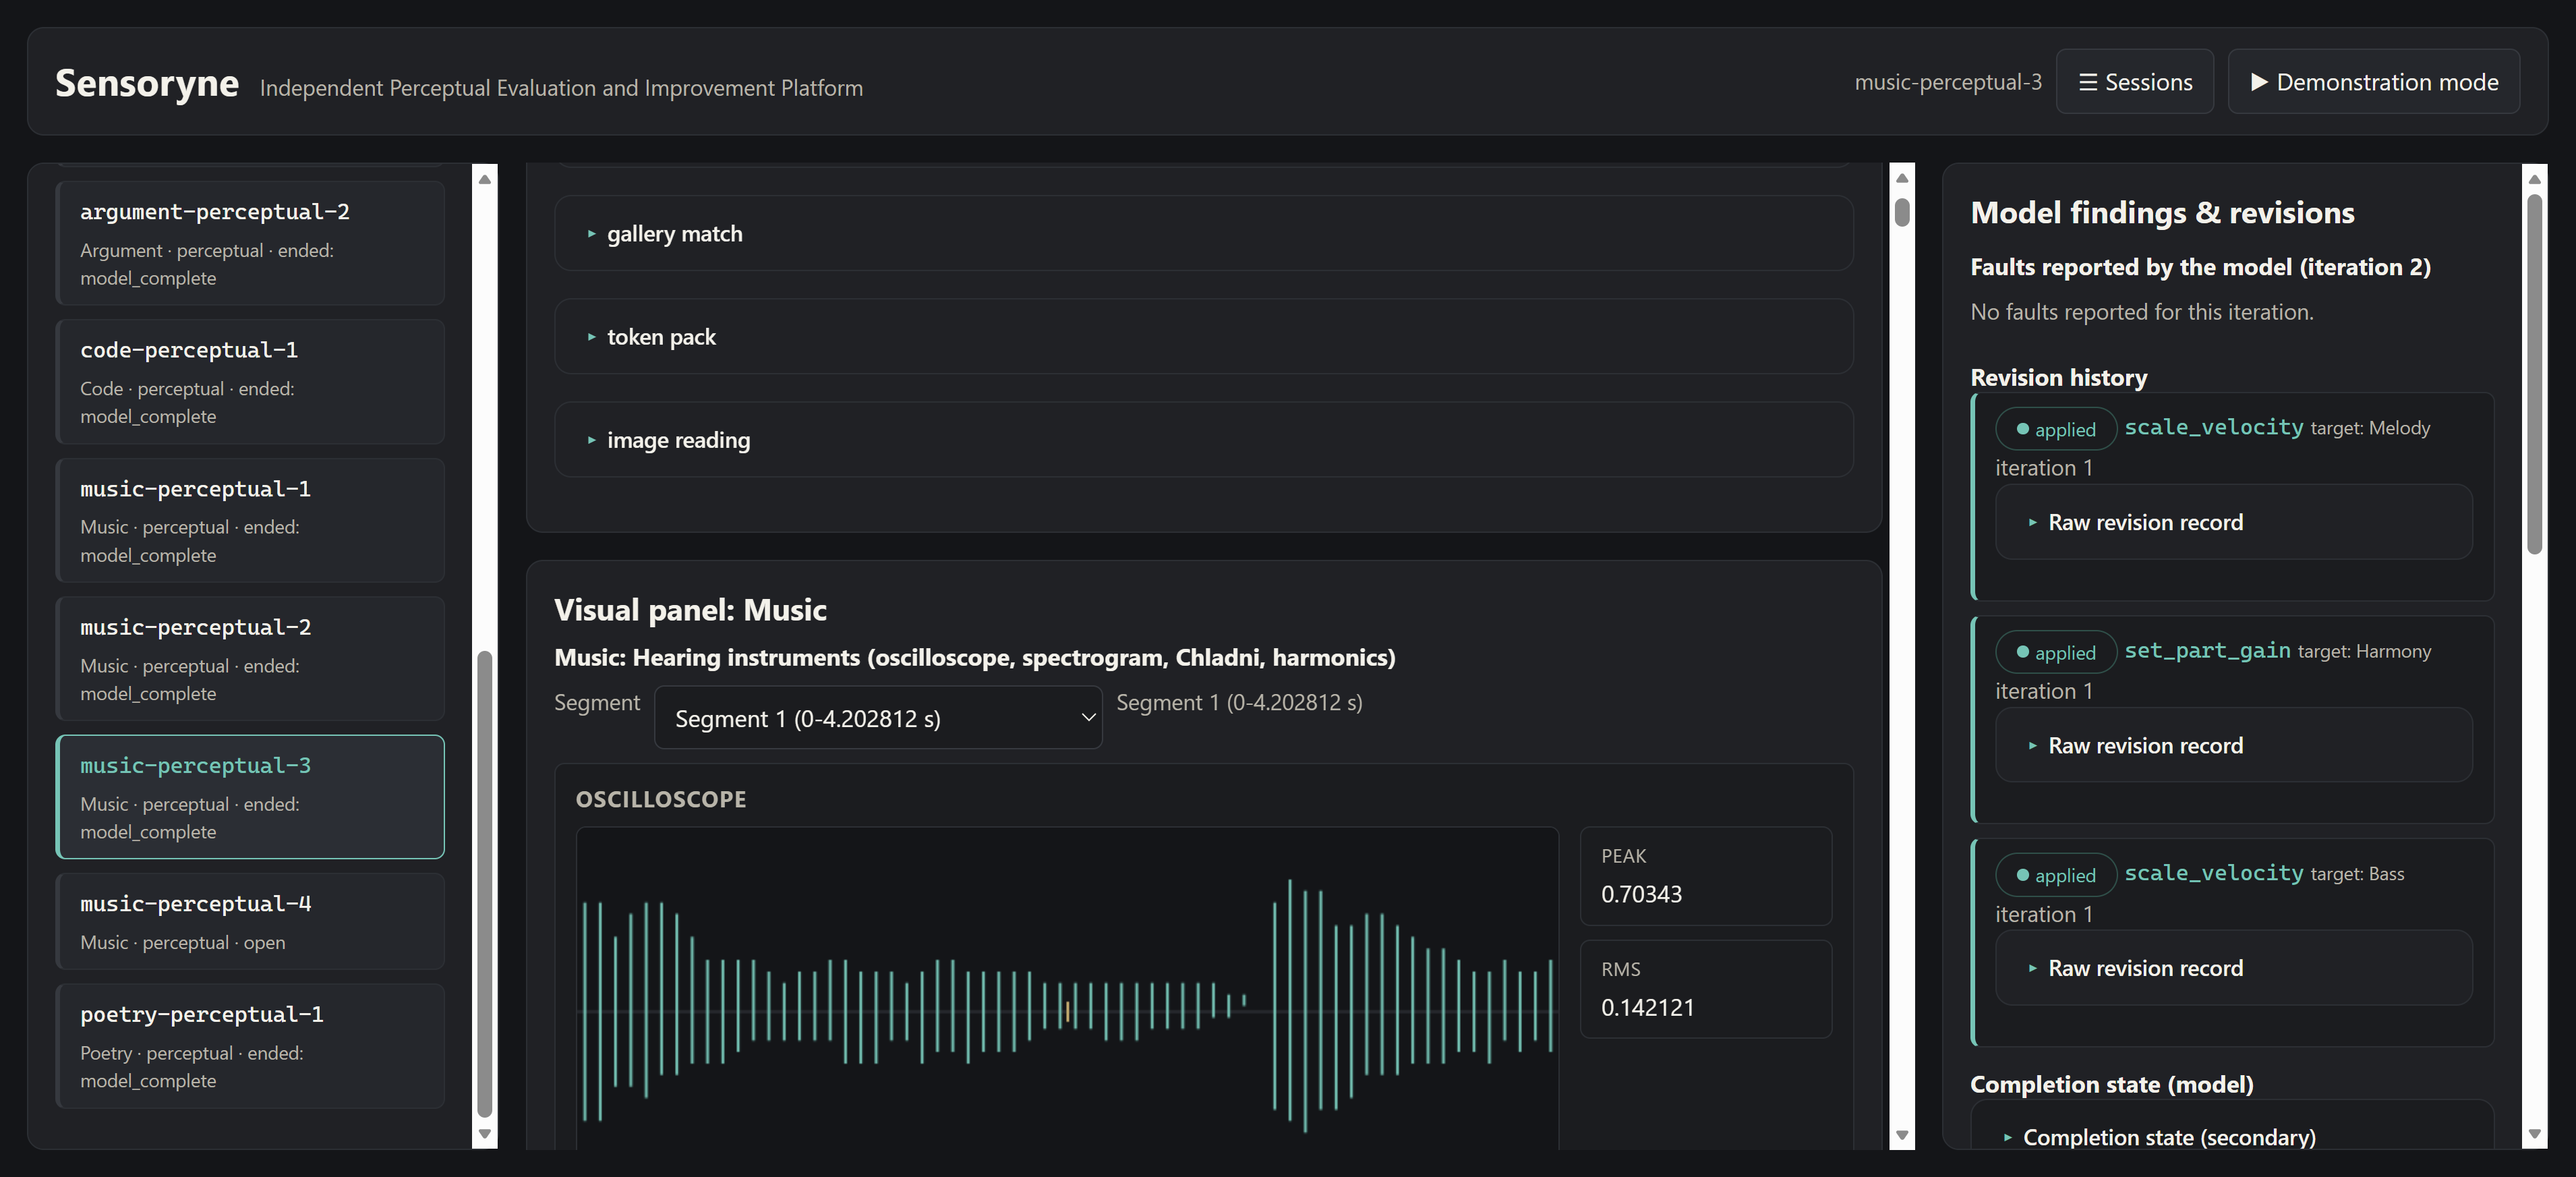 Sensoryne Independent Perceptual Evaluation and Improvement Platform
music-perceptual-3
☰ Sessions
▶ Demonstration mode
argument-perceptual-2
Argument · perceptual · ended:
model_complete
code-perceptual-1
Code · perceptual · ended:
model_complete
music-perceptual-1
Music · perceptual · ended:
model_complete
music-perceptual-2
Music · perceptual · ended:
model_complete
music-perceptual-3
Music · perceptual · ended:
model_complete
music-perceptual-4
Music · perceptual · open
poetry-perceptual-1
Poetry · perceptual · ended:
model_complete
gallery match
token pack
image reading
Visual panel: Music
Music: Hearing instruments (oscilloscope, spectrogram, Chladni, harmonics)
Segment Segment 1 (0-4.202812 s) Segment 1 (0-4.202812 s)
OSCILLOSCOPE
PEAK
0.70343
RMS
0.142121
Model findings & revisions
Faults reported by the model (iteration 2)
No faults reported for this iteration.
Revision history
applied scale_velocity target: Melody
iteration 1
Raw revision record
applied set_part_gain target: Harmony
iteration 1
Raw revision record
applied scale_velocity target: Bass
iteration 1
Raw revision record
Completion state (model)
Completion state (secondary)